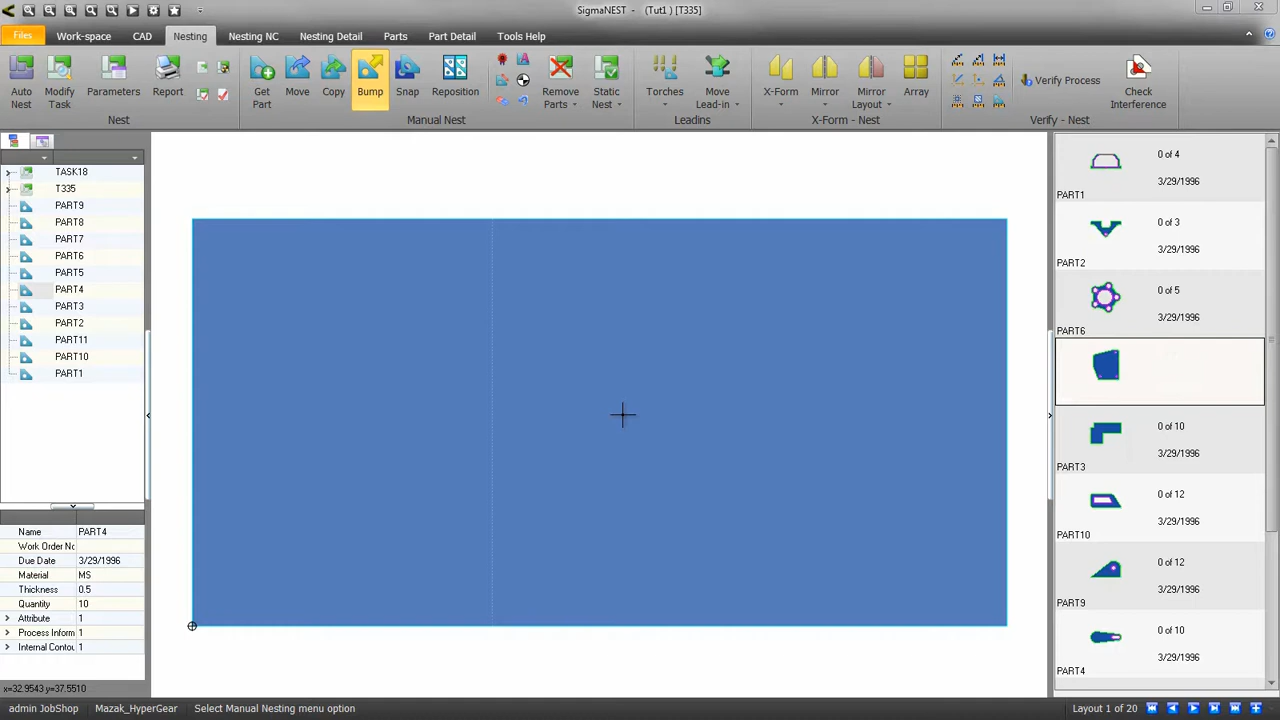 SigmaNEST - (Tut1 ) [T335]
Files Work-space CAD Nesting Nesting NC Nesting Detail Parts Part Detail Tools Help
Auto Nest
Modify Task
Parameters
Report
Get Part
Move
Copy
Bump
Snap
Reposition
Remove Parts
Static Nest
Torches
Move Lead-in
X-Form
Mirror
Mirror Layout
Array
Verify Process
Check Interference
Nest
Manual Nest
Leadins
X-Form - Nest
Verify - Nest
TASK18
T335
PART9
PART8
PART7
PART6
PART5
PART4
PART3
PART2
PART11
PART10
PART1
Name PART4
Work Order Nc
Due Date 3/29/1996
Material MS
Thickness 0.5
Quantity 10
Attribute 1
Process Inform 1
Internal Contou 1
x=32.9543 y=37.5510
0 of 4
3/29/1996
PART1
0 of 3
3/29/1996
PART2
0 of 5
3/29/1996
PART6
0 of 10
3/29/1996
PART3
0 of 12
3/29/1996
PART10
0 of 12
3/29/1996
PART9
0 of 10
3/29/1996
PART4
admin JobShop Mazak_HyperGear Select Manual Nesting menu option Layout 1 of 20